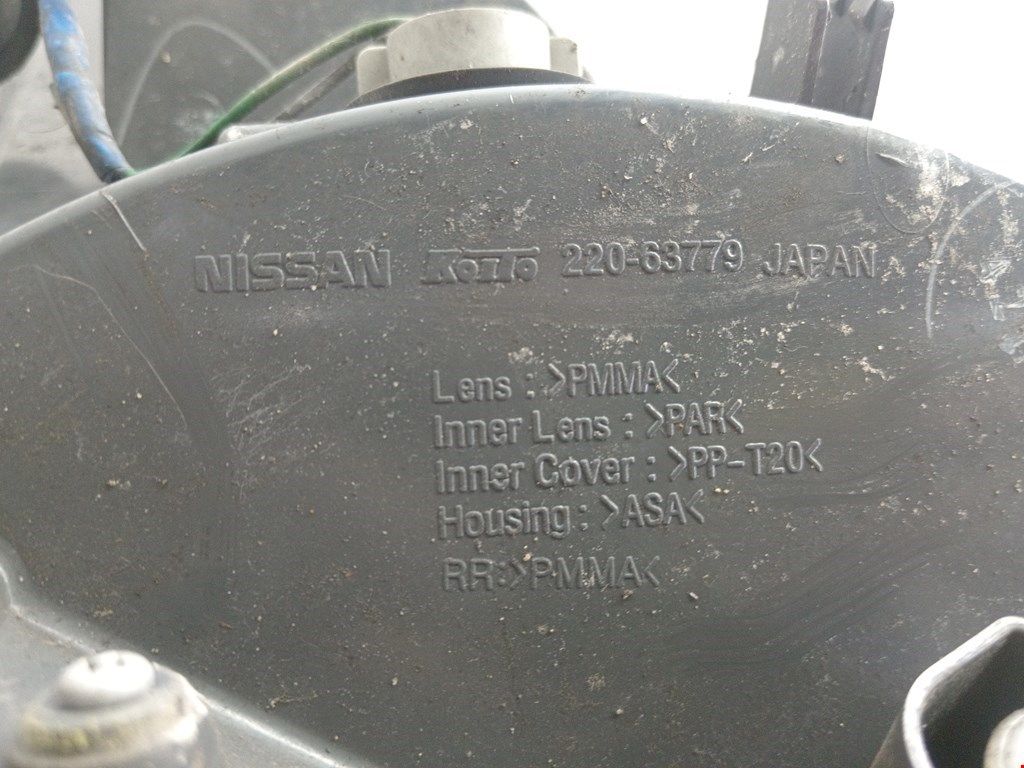 NISSAN KOITO 220-63779 JAPAN
Lens : >PMMA<
Inner Lens : >PAR<
Inner Cover : >PP-T20<
Housing : >ASA<
RR:>PMMA<